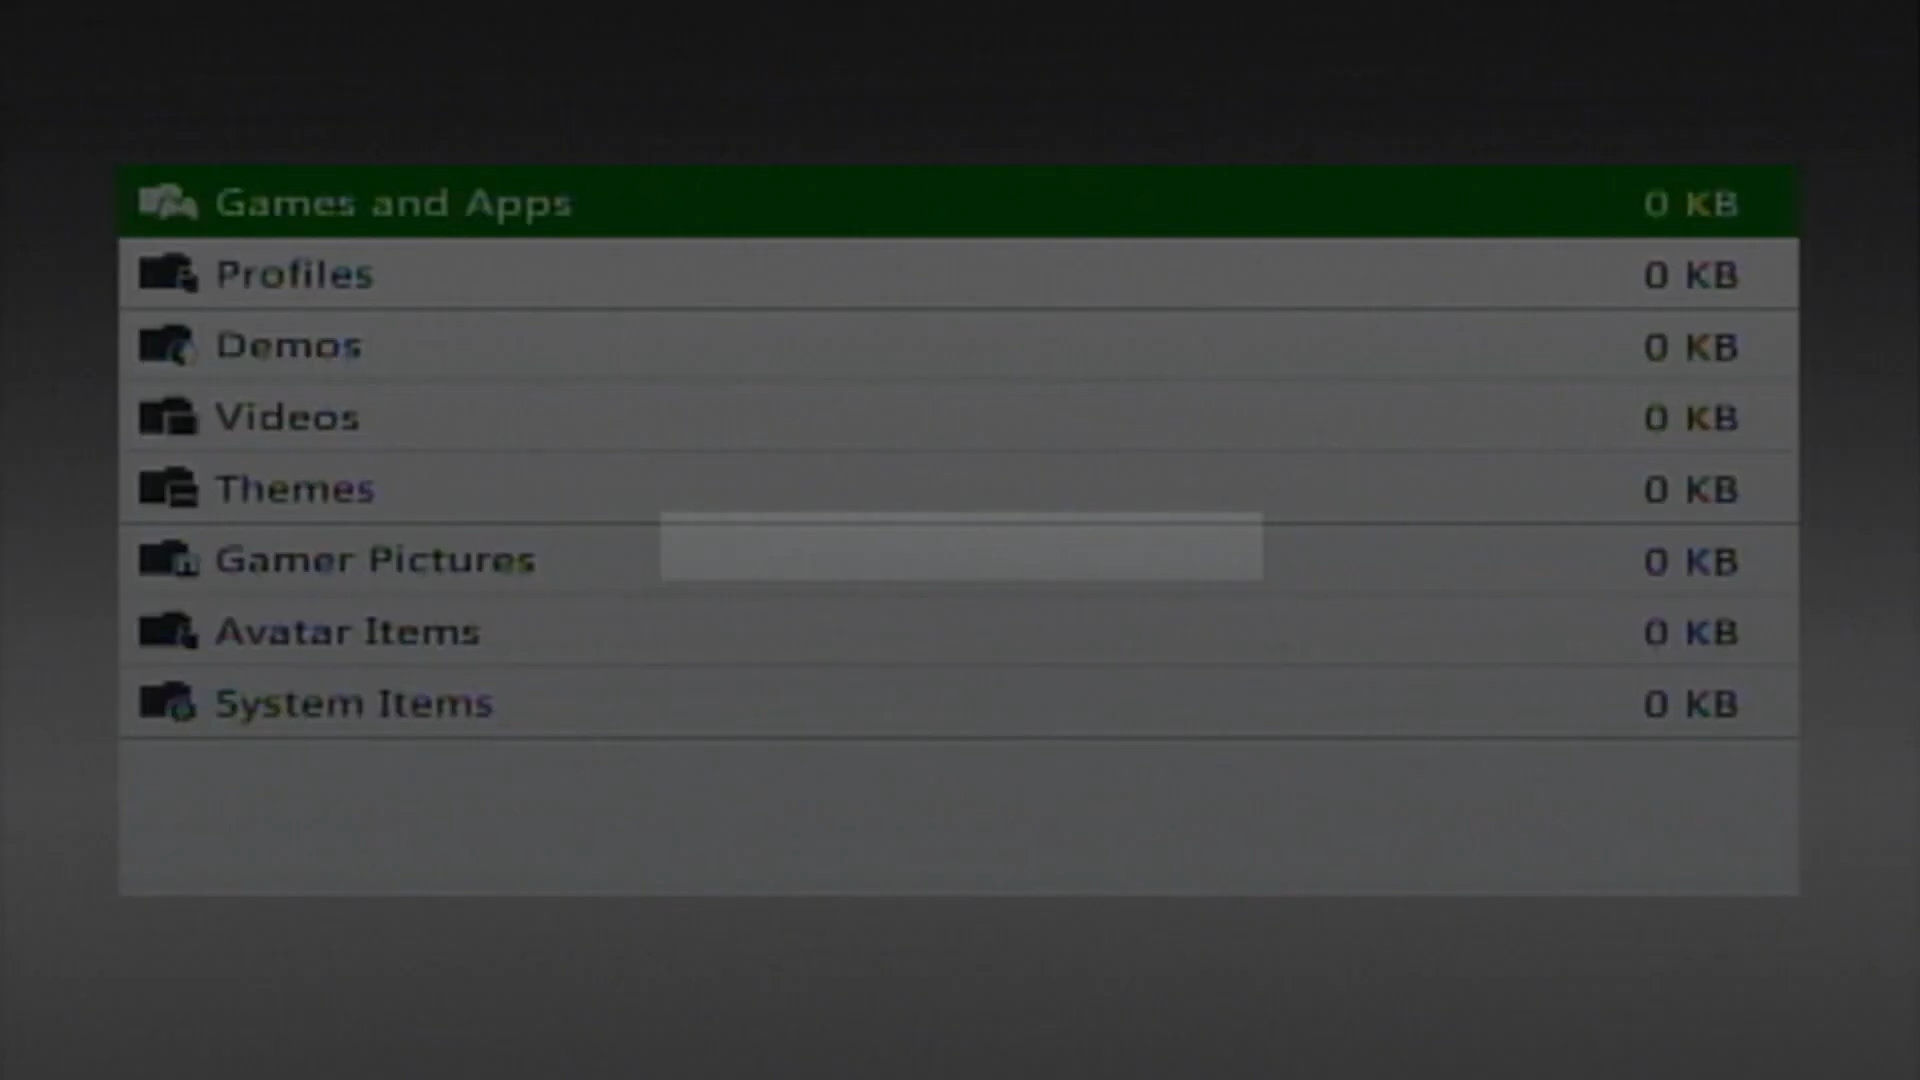 Games and Apps 0 KB
Profiles 0 KB
Demos 0 KB
Videos 0 KB
Themes 0 KB
Gamer Pictures 0 KB
Avatar Items 0 KB
System Items 0 KB